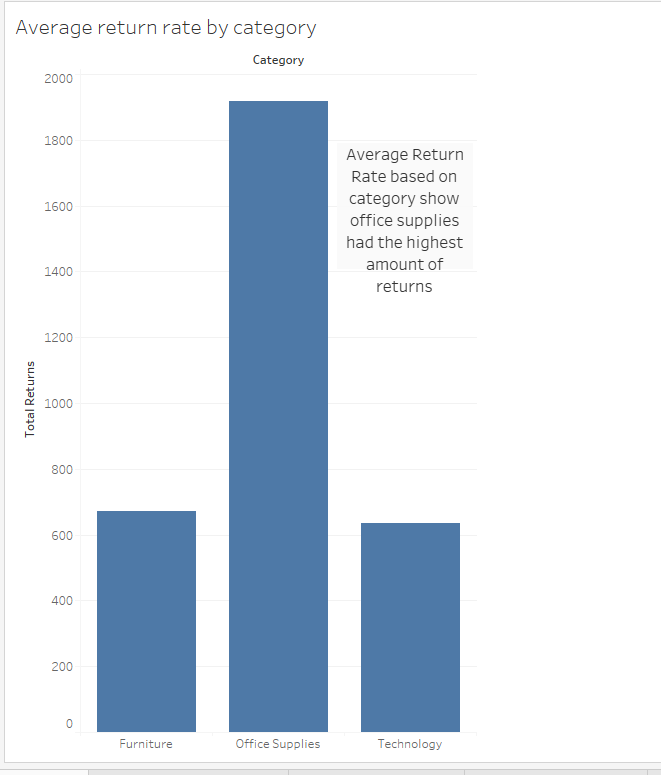 Average return rate by category
Category
2000
1800
1600
1400
1200
1000
800
600
400
200
0
Total Returns
Average Return
Rate based on
category show
office supplies
had the highest
amount of
returns
Furniture
Office Supplies
Technology